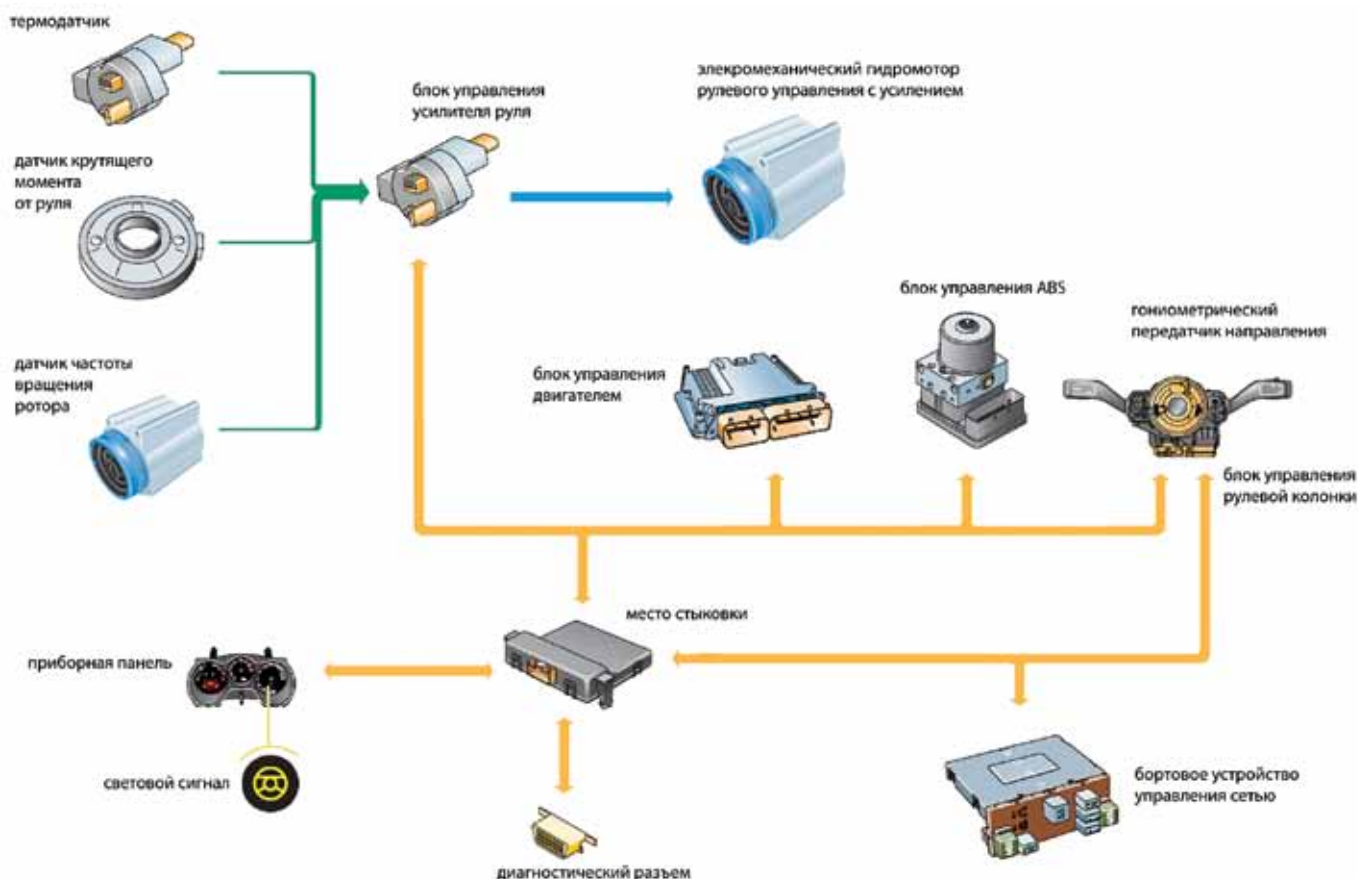 термодатчик
блок управления
усилителя руля
элекромеханический гидромотор
рулевого управления с усилением
датчик крутящего
момента
от руля
блок управления ABS
гониометрический
передатчик направления
датчик частоты
вращения
ротора
блок управления
двигателем
блок управления
рулевой колонки
место стыковки
приборная панель
световой сигнал
бортовое устройство
управления сетью
диагностический разъем